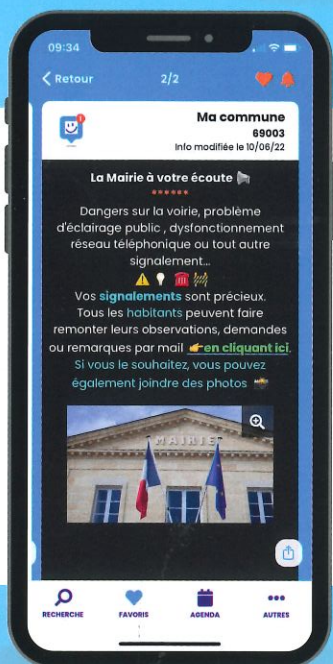 09:34
Retour
2/2
Ma commune
69003
Info modifiée le 10/06/22
La Mairie à votre écoute
Dangers sur la voirie, problème
d'éclairage public , dysfonctionnement
réseau téléphonique ou tout autre
signalement...
Vos signalements sont précieux.
Tous les habitants peuvent faire
remonter leurs observations, demandes
ou remarques par mail en cliquant ici.
Si vous le souhaitez, vous pouvez
également joindre des photos
MAIRIE
RECHERCHE
FAVORIS
AGENDA
AUTRES